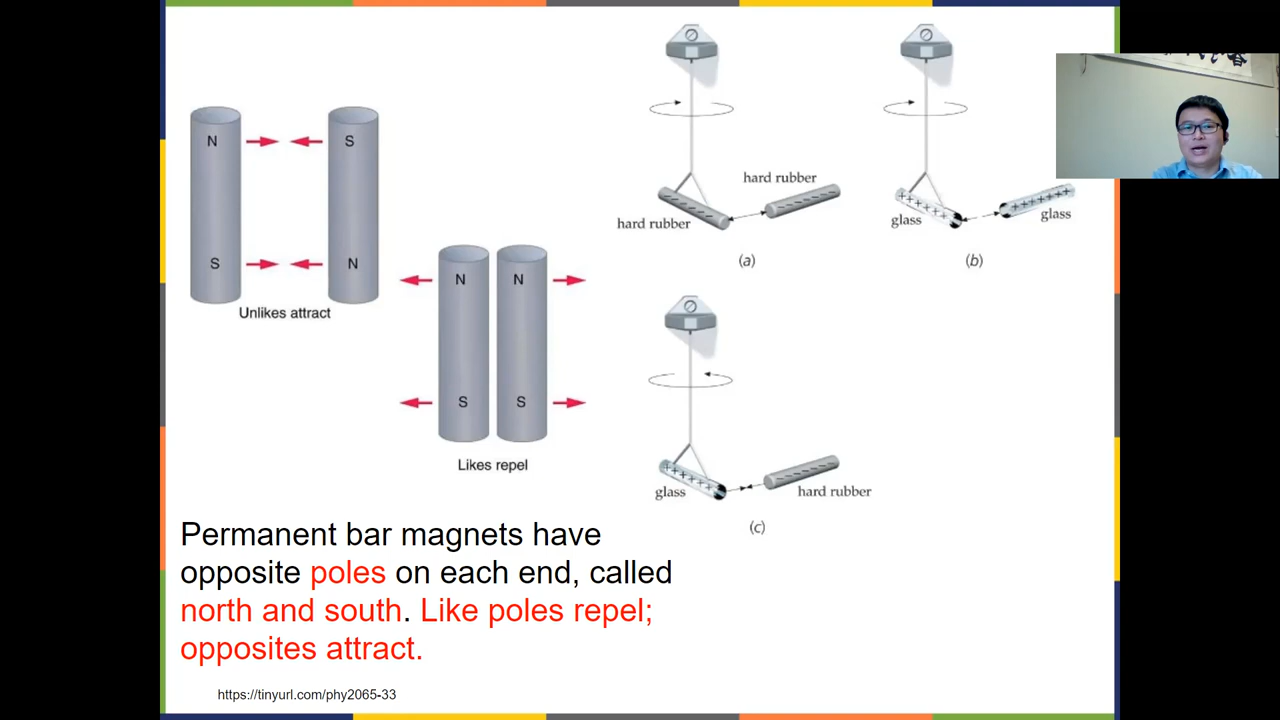 N
S
S
N
Unlikes attract
N
N
S
S
Likes repel
hard rubber
hard rubber
(a)
glass
glass
(b)
glass
hard rubber
(c)
Permanent bar magnets have
opposite poles on each end, called
north and south. Like poles repel;
opposites attract.
https://tinyurl.com/phy2065-33